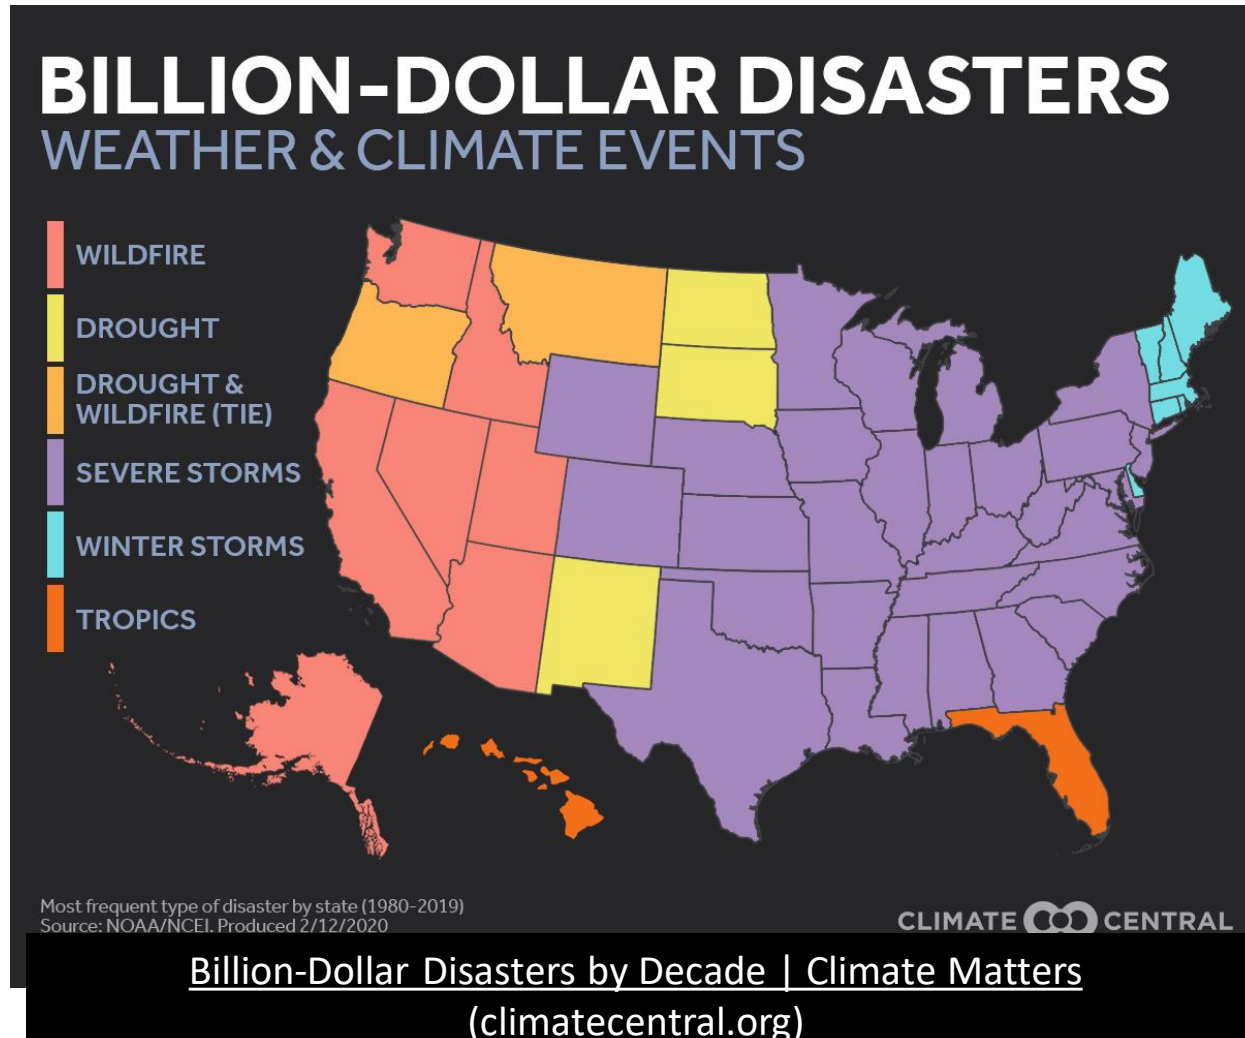 BILLION-DOLLAR DISASTERS
WEATHER & CLIMATE EVENTS
WILDFIRE
DROUGHT
DROUGHT &
WILDFIRE (TIE)
SEVERE STORMS
WINTER STORMS
TROPICS
Most frequent type of disaster by state (1980-2019)
Source: NOAA/NCEI. Produced 2/12/2020
CLIMATE CENTRAL
Billion-Dollar Disasters by Decade | Climate Matters
(climatecentral.org)